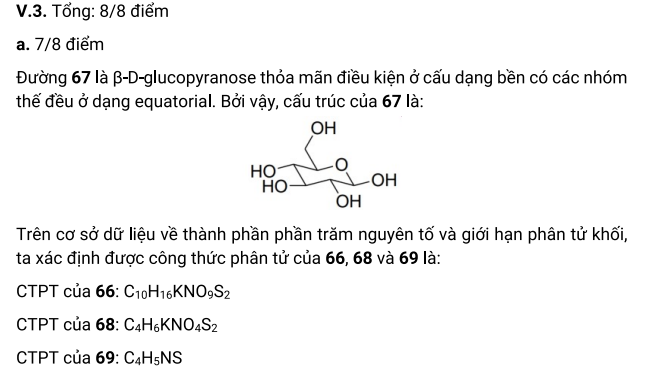 V.3. Tổng: 8/8 điểm
a. 7/8 điểm
Đường 67 là β-D-glucopyranose thỏa mãn điều kiện ở cấu dạng bền có các nhóm
thế đều ở dạng equatorial. Bởi vậy, cấu trúc của 67 là:
OH
HO
O
HO
OH
OH
Trên cơ sở dữ liệu về thành phần phần trăm nguyên tố và giới hạn phân tử khối,
ta xác định được công thức phân tử của 66, 68 và 69 là:
CTPT của 66: C₁₀H₁₆KNO₉S₂
CTPT của 68: C₄H₆KNO₄S₂
CTPT của 69: C₄H₅NS